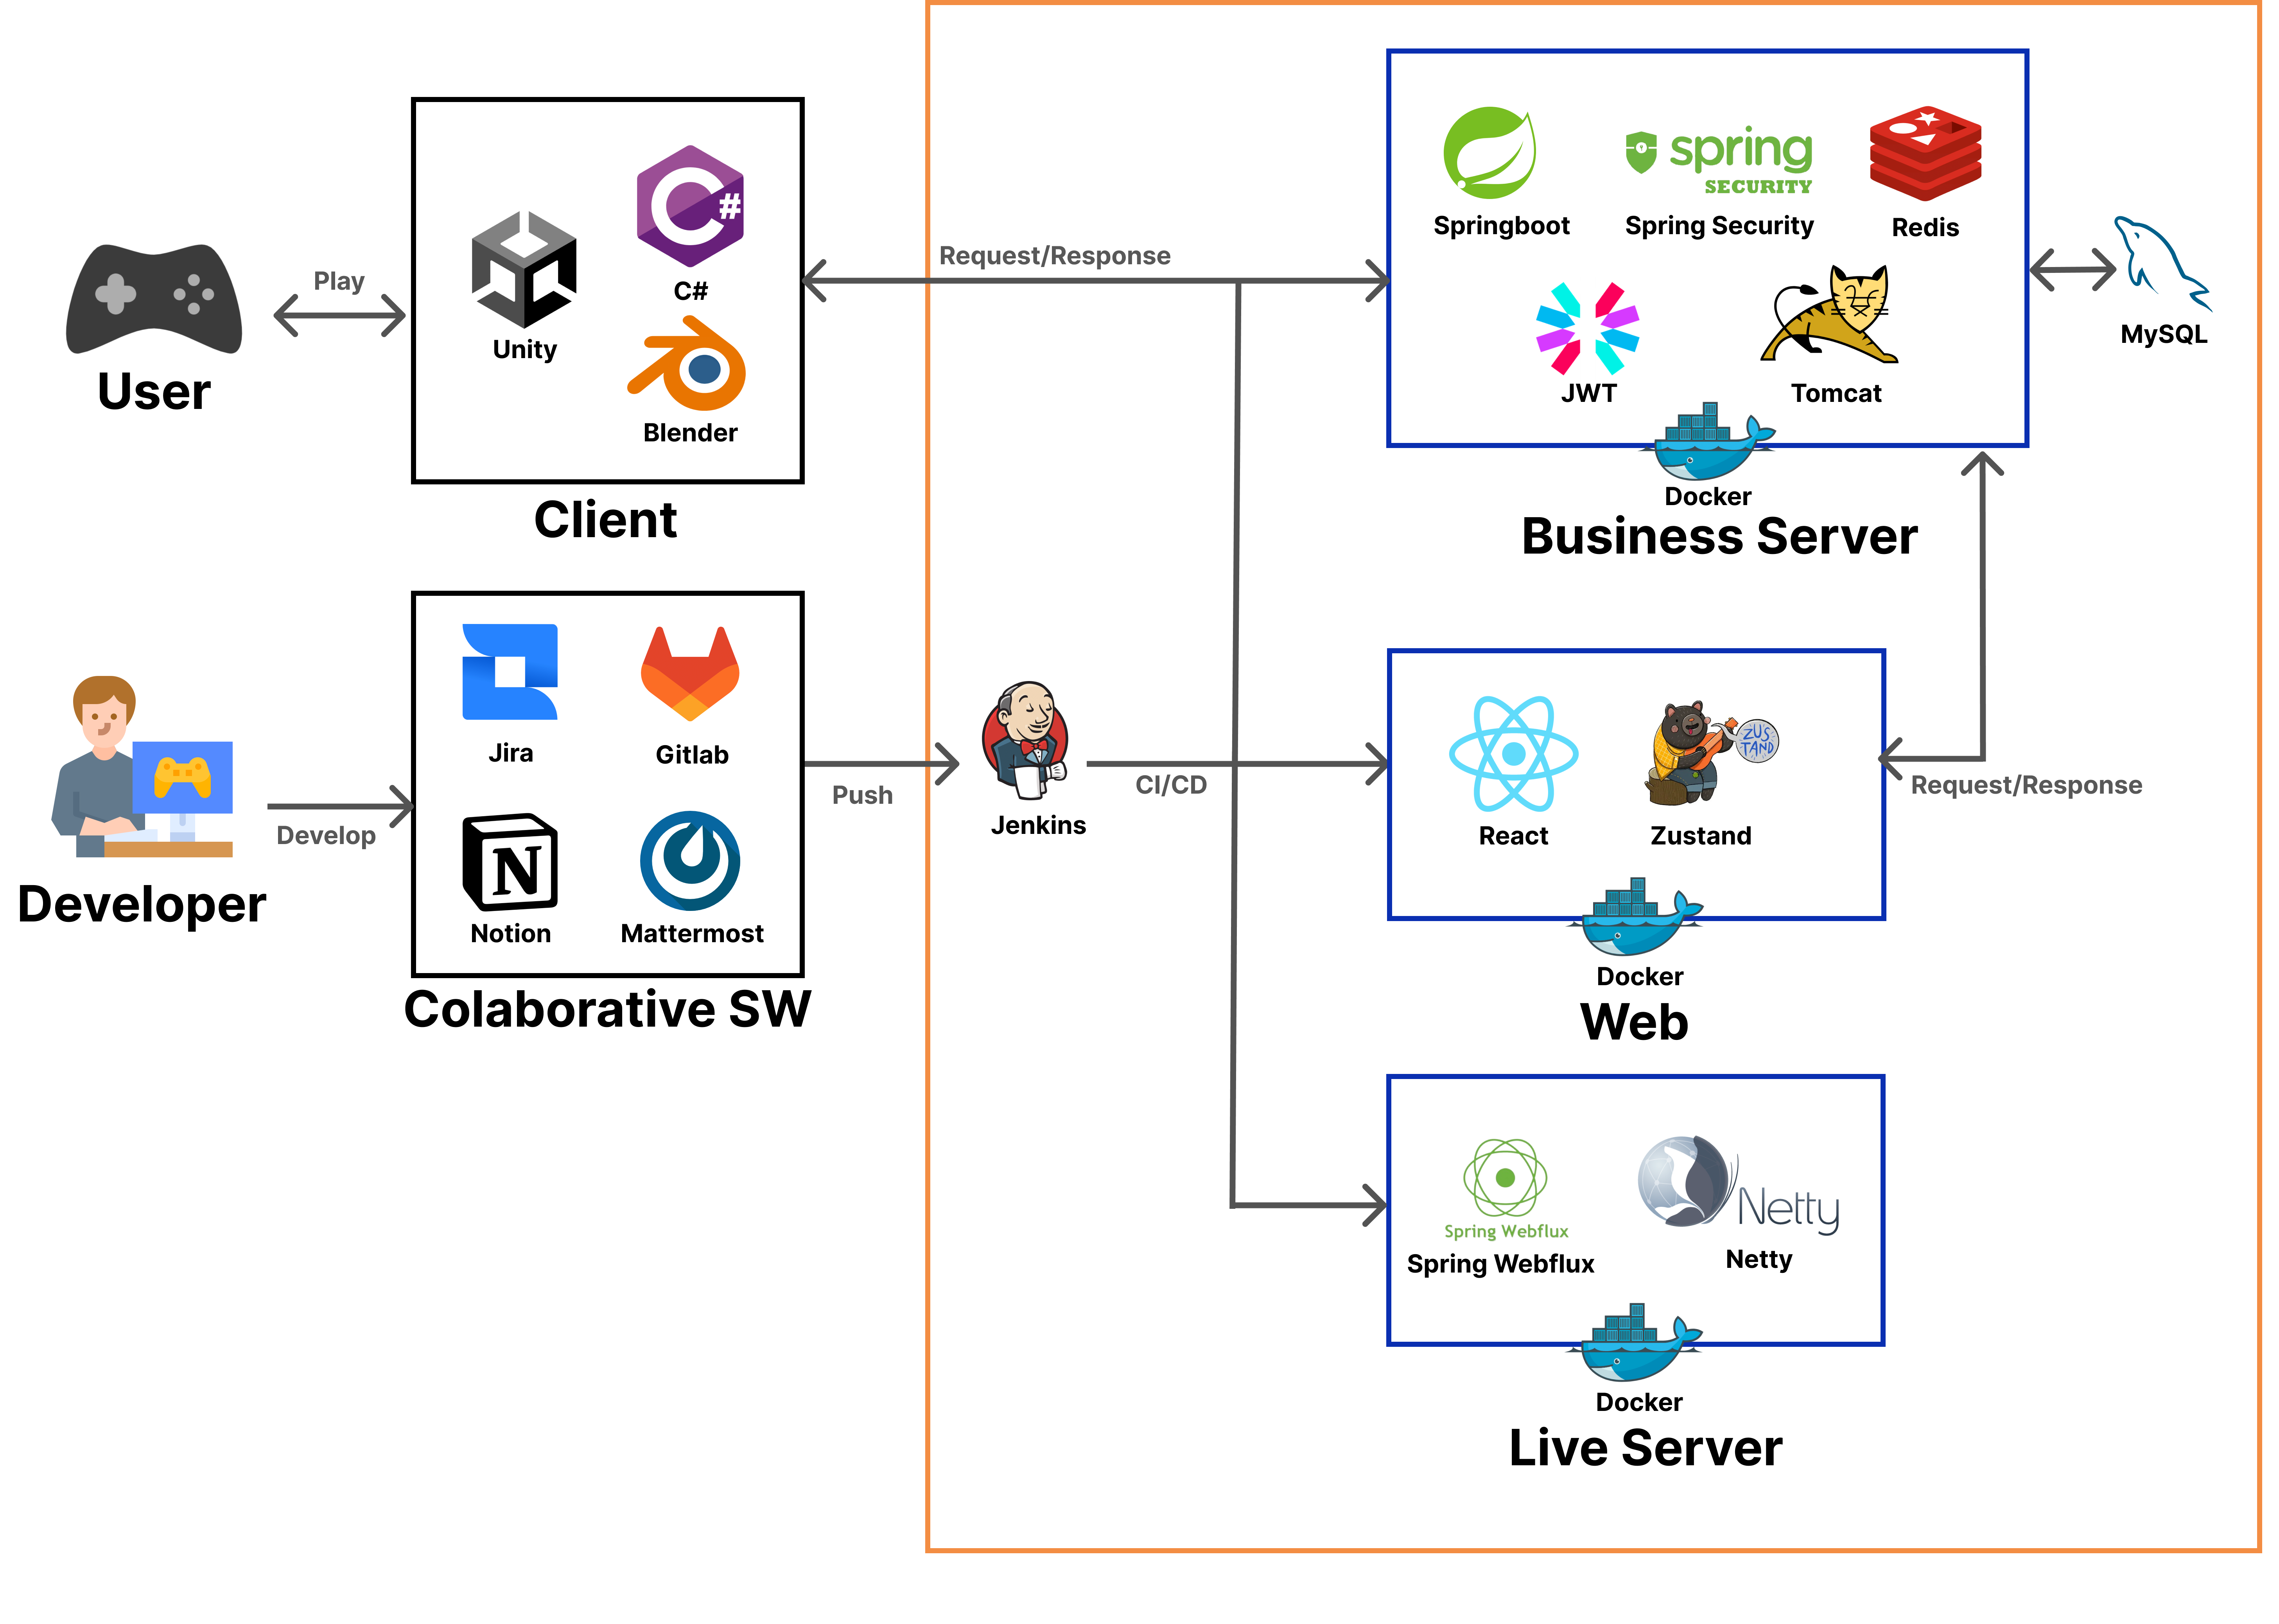 User
Play
Unity
C#
Blender
Client
Request/Response
Springboot
spring
SECURITY
Spring Security
Redis
JWT
Tomcat
Docker
Business Server
MySQL
Developer
Develop
Jira
Gitlab
N
Notion
Mattermost
Colaborative SW
Push
Jenkins
CI/CD
React
ZUS
TAND
Zustand
Docker
Web
Request/Response
Spring Webflux
Spring Webflux
Netty
Netty
Docker
Live Server